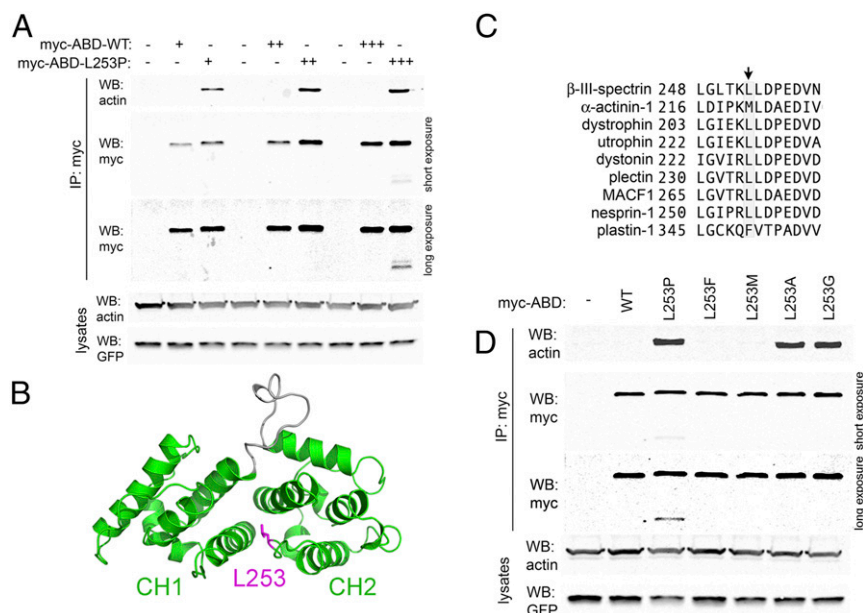 A
myc-ABD-WT: - + - - ++ - - +++ -
myc-ABD-L253P: - - + - - ++ - - +++
IP: myc
WB: actin
WB: myc
short exposure
WB: myc
long exposure
lysates
WB: actin
WB: GFP
B
CH1
L253
CH2
C
β-III-spectrin 248 LGLTKLLDPEDVN
α-actinin-1 216 LDIPKMLDAEDIV
dystrophin 203 LGIEKLLDPEDVD
utrophin 222 LGIEKLLDPEDVA
dystonin 222 IGVIRLLDPEDVD
plectin 230 LGVTRLLDPEDVD
MACF1 265 LGVTRLLDAEDVD
nesprin-1 250 LGIPRLLDPEDVD
plastin-1 345 LGCKQFVTPADVV
D
myc-ABD: - WT L253P L253F L253M L253A L253G
IP: myc
WB: actin
WB: myc
short exposure
WB: myc
long exposure
lysates
WB: actin
WB: GFP